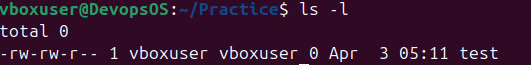 vboxuser@DevopsOS:~/Practice$ ls -l
total 0
-rw-rw-r-- 1 vboxuser vboxuser 0 Apr  3 05:11 test